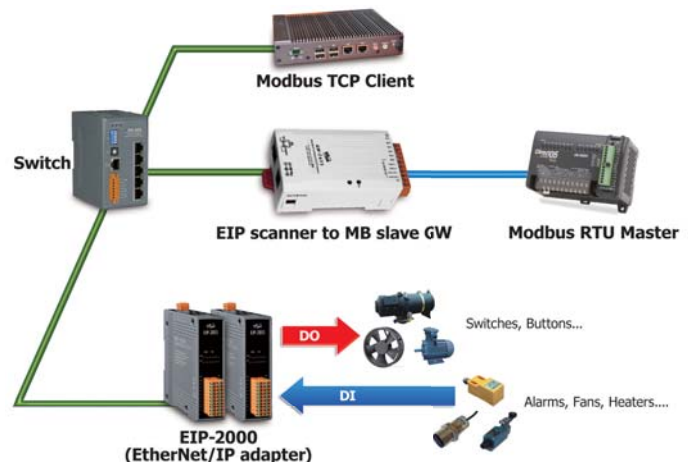 Modbus TCP Client
Switch
EIP scanner to MB slave GW
Modbus RTU Master
DO
Switches, Buttons...
DI
Alarms, Fans, Heaters....
EIP-2000
(EtherNet/IP adapter)